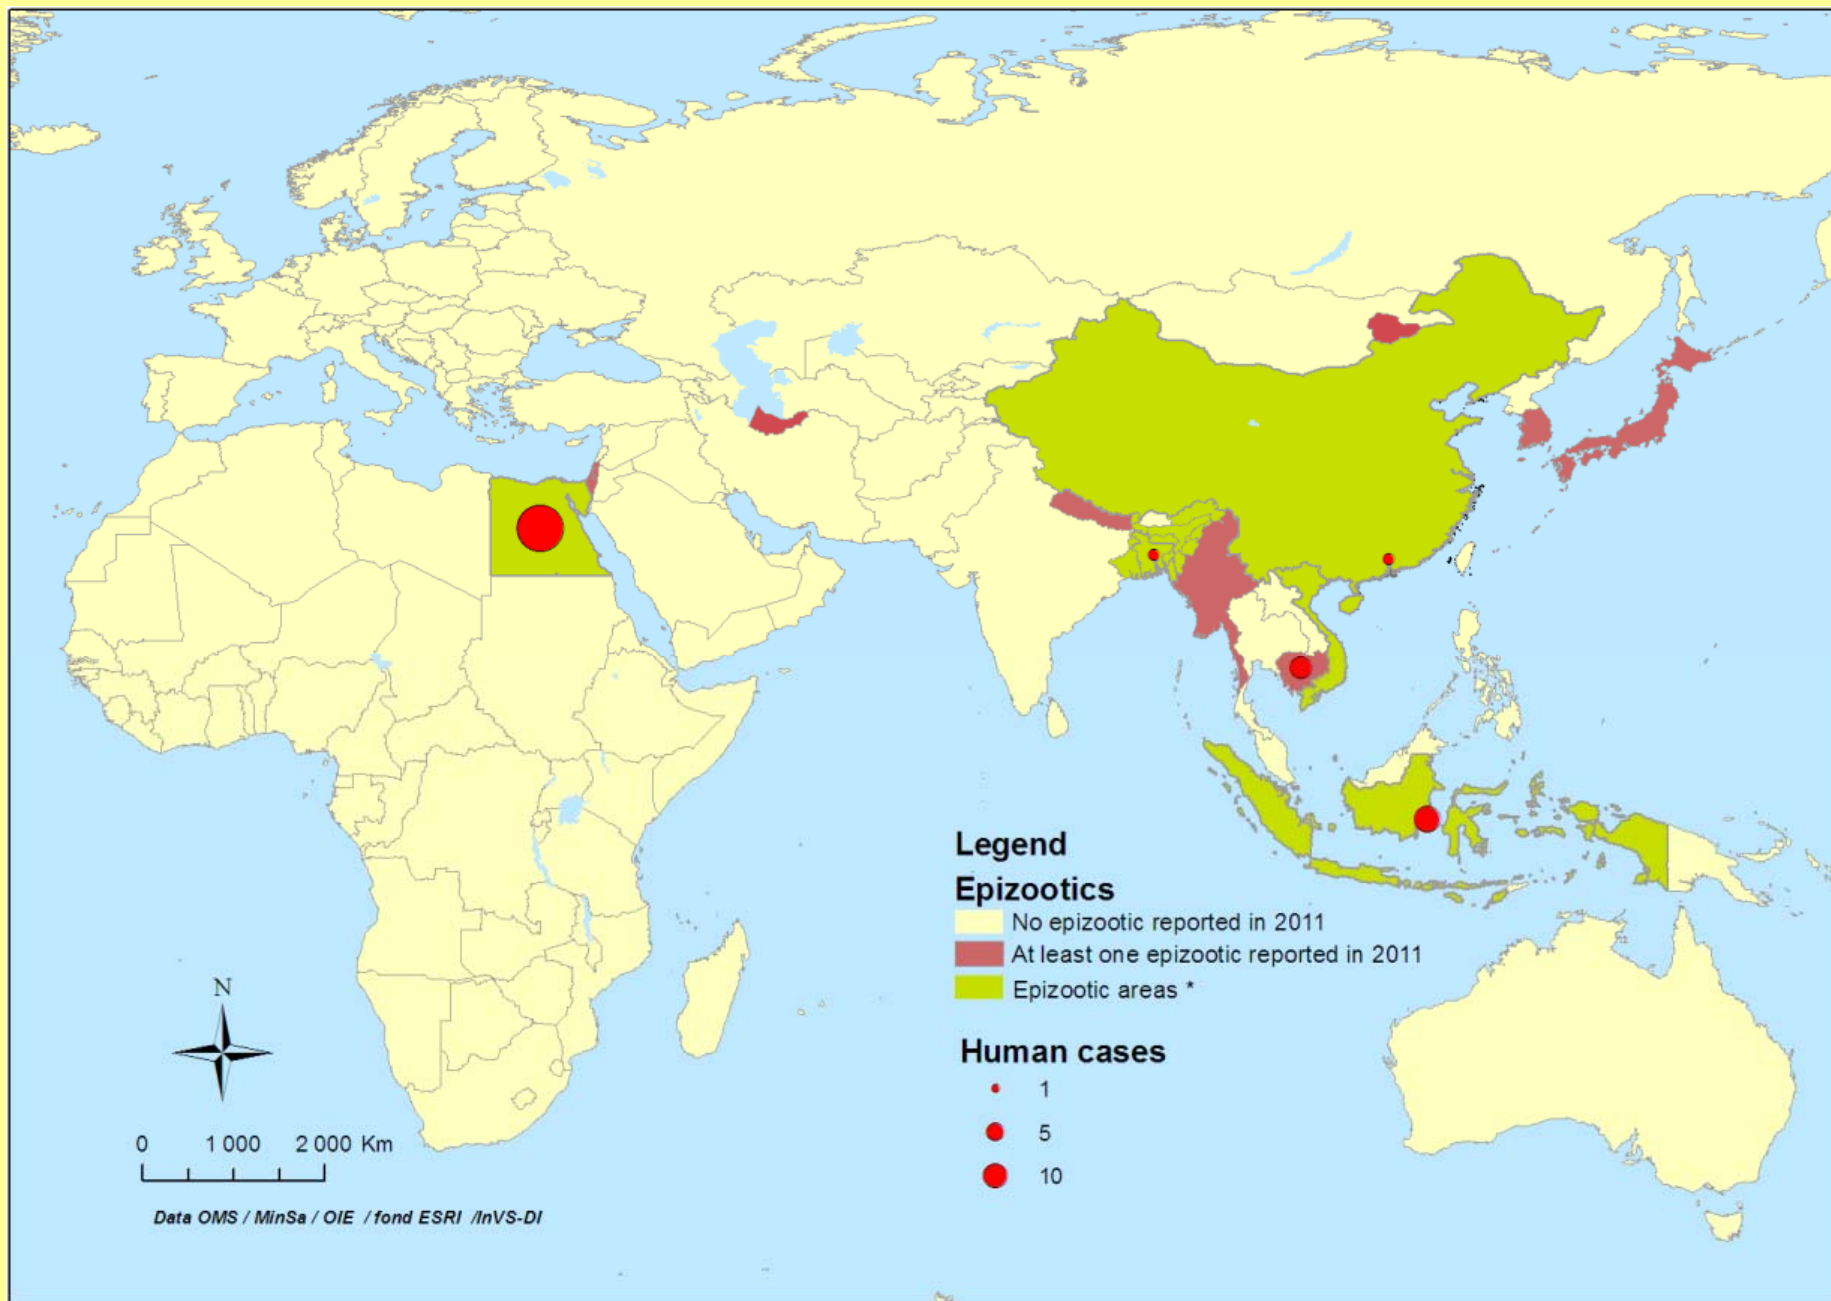 Legend
Epizootics
No epizootic reported in 2011
At least one epizootic reported in 2011
Epizootic areas *
Human cases
1
5
10
N
0 1 000 2 000 Km
Data OMS / MinSa / OIE / fond ESRI /InVS-DI